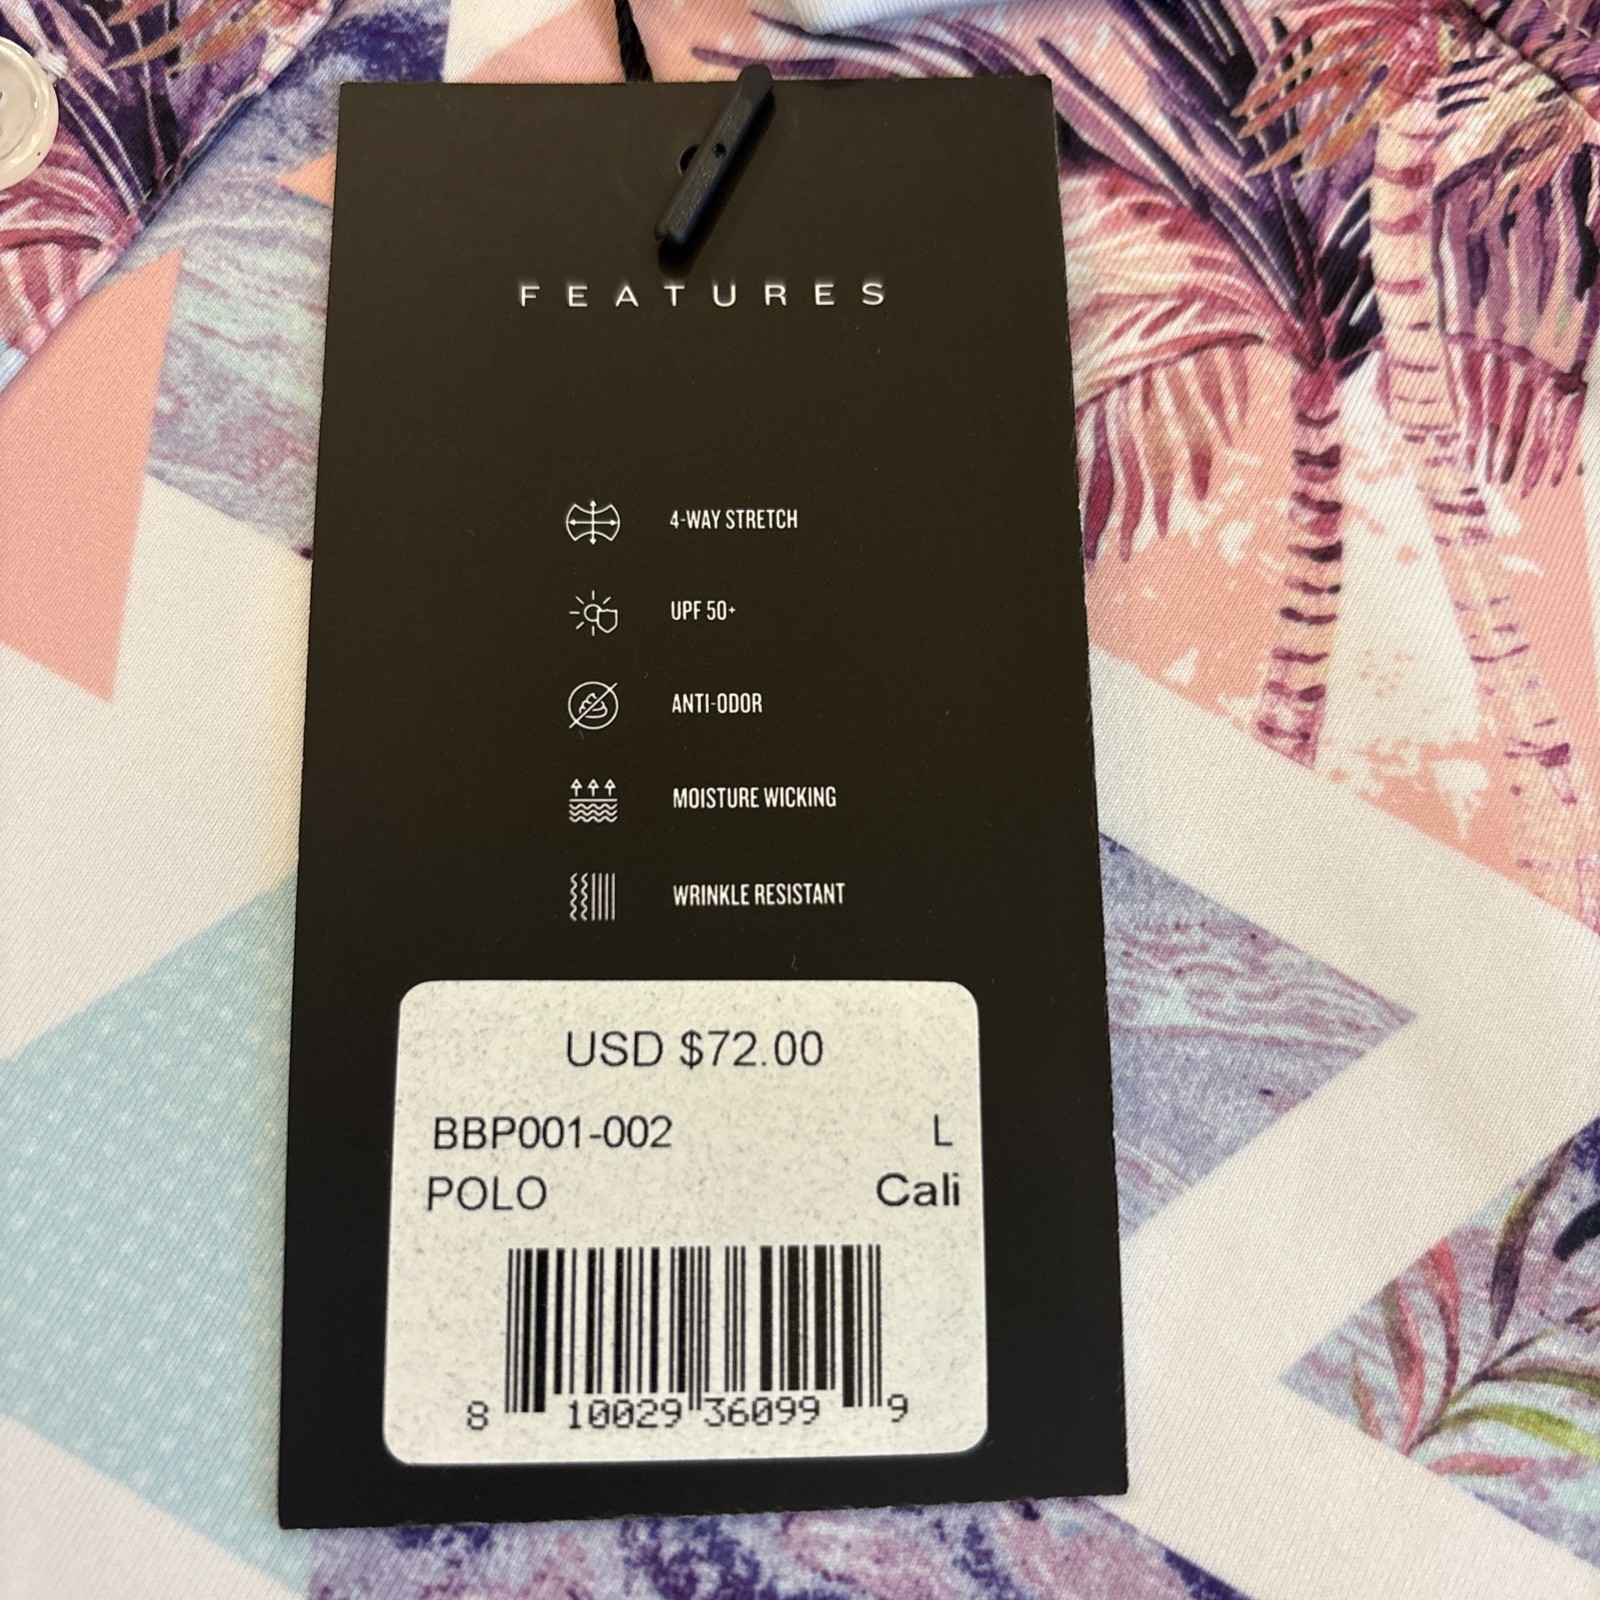 FEATURES
4-WAY STRETCH
UPF 50+
ANTI-ODOR
MOISTURE WICKING
WRINKLE RESISTANT
USD $72.00
BBP001-002 L
POLO Cali
8 10029 36099 9